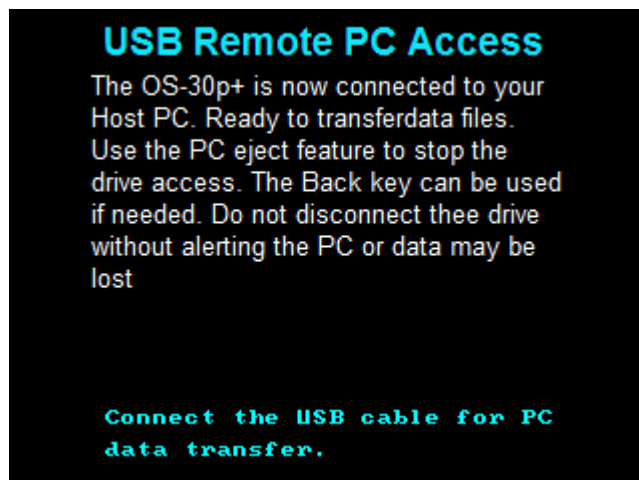 USB Remote PC Access
The OS-30p+ is now connected to your
Host PC. Ready to transferdata files.
Use the PC eject feature to stop the
drive access. The Back key can be used
if needed. Do not disconnect thee drive
without alerting the PC or data may be
lost
Connect the USB cable for PC
data transfer.